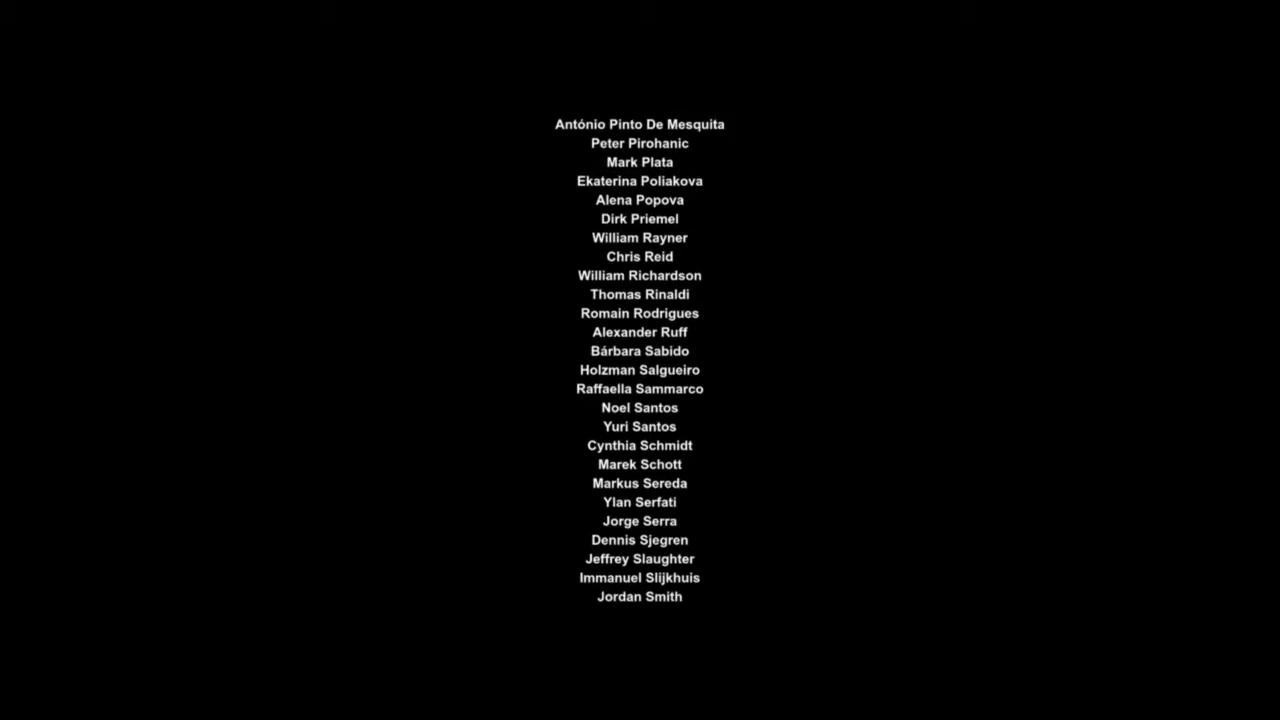 António Pinto De Mesquita
Peter Pirohanic
Mark Plata
Ekaterina Poliakova
Alena Popova
Dirk Priemel
William Rayner
Chris Reid
William Richardson
Thomas Rinaldi
Romain Rodrigues
Alexander Ruff
Bárbara Sabido
Holzman Salgueiro
Raffaella Sammarco
Noel Santos
Yuri Santos
Cynthia Schmidt
Marek Schott
Markus Sereda
Ylan Serfati
Jorge Serra
Dennis Sjegren
Jeffrey Slaughter
Immanuel Slijkhuis
Jordan Smith